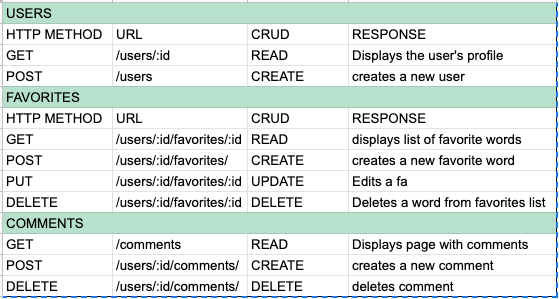 USERS
HTTP METHOD URL CRUD RESPONSE
GET /users/:id READ Displays the user's profile
POST /users CREATE creates a new user
FAVORITES
HTTP METHOD URL CRUD RESPONSE
GET /users/:id/favorites/:id READ displays list of favorite words
POST /users/:id/favorites/ CREATE creates a new favorite word
PUT /users/:id/favorites/:id UPDATE Edits a fa
DELETE /users/:id/favorites/:id DELETE Deletes a word from favorites list
COMMENTS
GET /comments READ Displays page with comments
POST /users/:id/comments/ CREATE creates a new comment
DELETE /users/:id/comments/ DELETE deletes comment